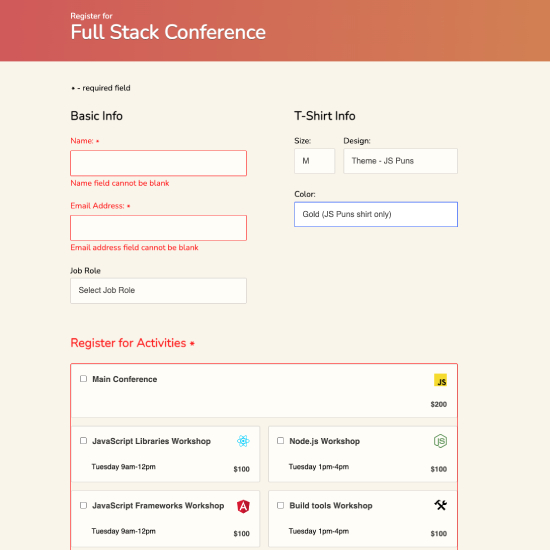 Register for
Full Stack Conference
* - required field
Basic Info
Name: *
Name field cannot be blank
Email Address: *
Email address field cannot be blank
Job Role
Select Job Role
T-Shirt Info
Size:
Design:
M
Theme - JS Puns
Color:
Gold (JS Puns shirt only)
Register for Activities *
Main Conference
JS
$200
JavaScript Libraries Workshop
Tuesday 9am-12pm
$100
Node.js Workshop
JS
Tuesday 1pm-4pm
$100
JavaScript Frameworks Workshop
A
Tuesday 9am-12pm
$100
Build tools Workshop
Tuesday 1pm-4pm
$100